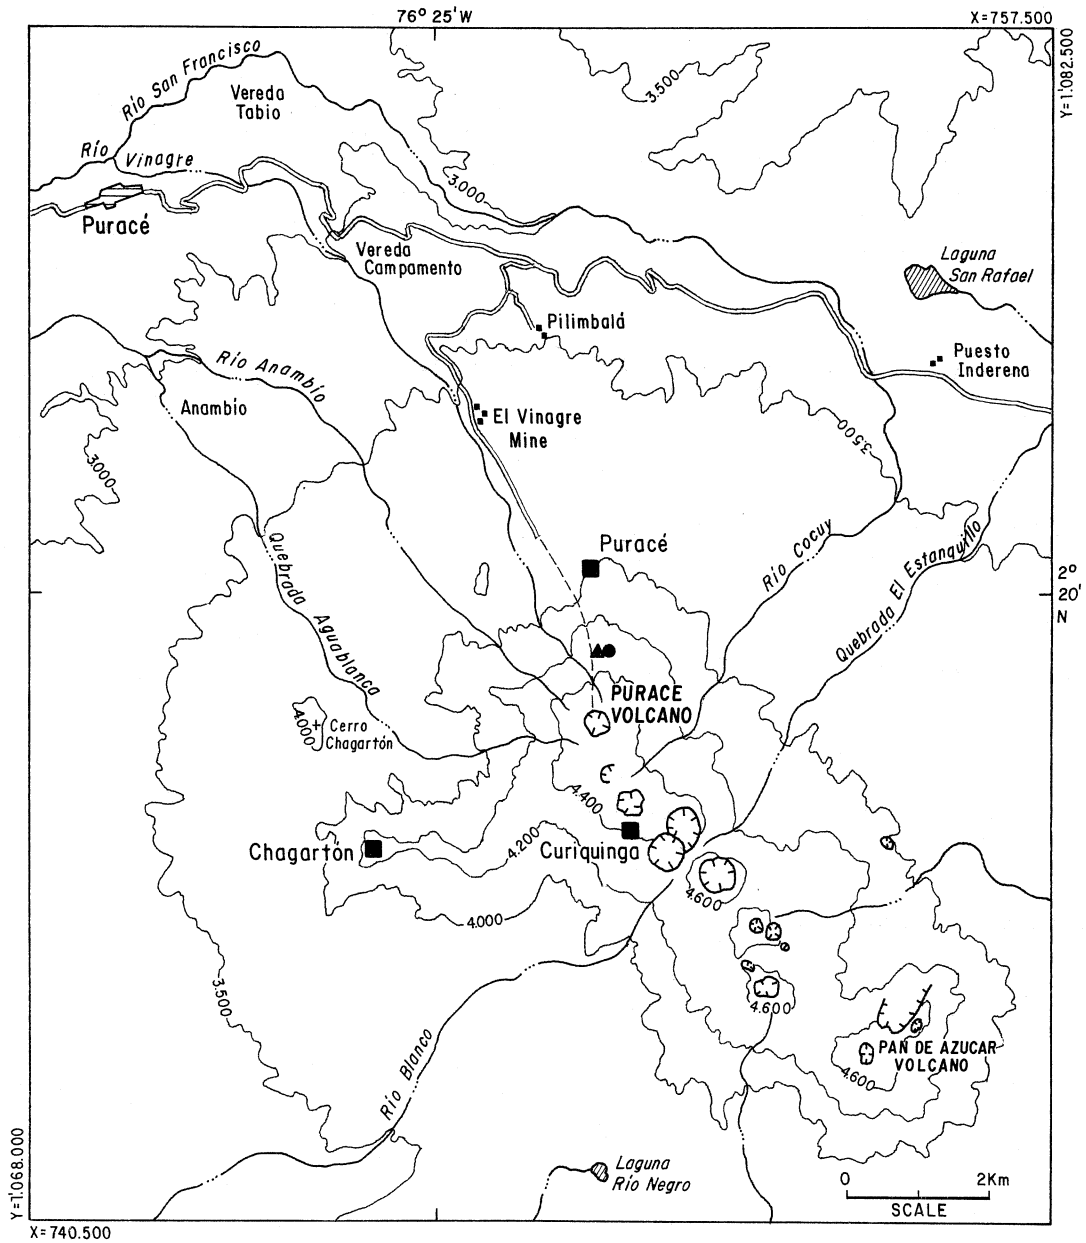 76° 25' W
X=757.500
Y=1'082.500
Río San Francisco
Vereda
Tabio
3.500
Río Vinagre
3.000
Puracé
Vereda
Campamento
Laguna
San Rafael
Pilimbalá
Río Anambío
Puesto
Inderena
Anambío
El Vinagre
Mine
3.500
3.000
Puracé
Río Cocuy
Quebrada El Estanquillo
2°
20'
N
Quebrada Aguablanca
PURACE
VOLCANO
4.000
Cerro
Chagartón
4.400
4.200
Chagartón
Curiquinga
4.600
4.000
3.500
4.600
PAN DE AZUCAR
VOLCANO
4.600
Río Blanco
Laguna
Río Negro
0 2Km
SCALE
Y=1'068.000
X=740.500